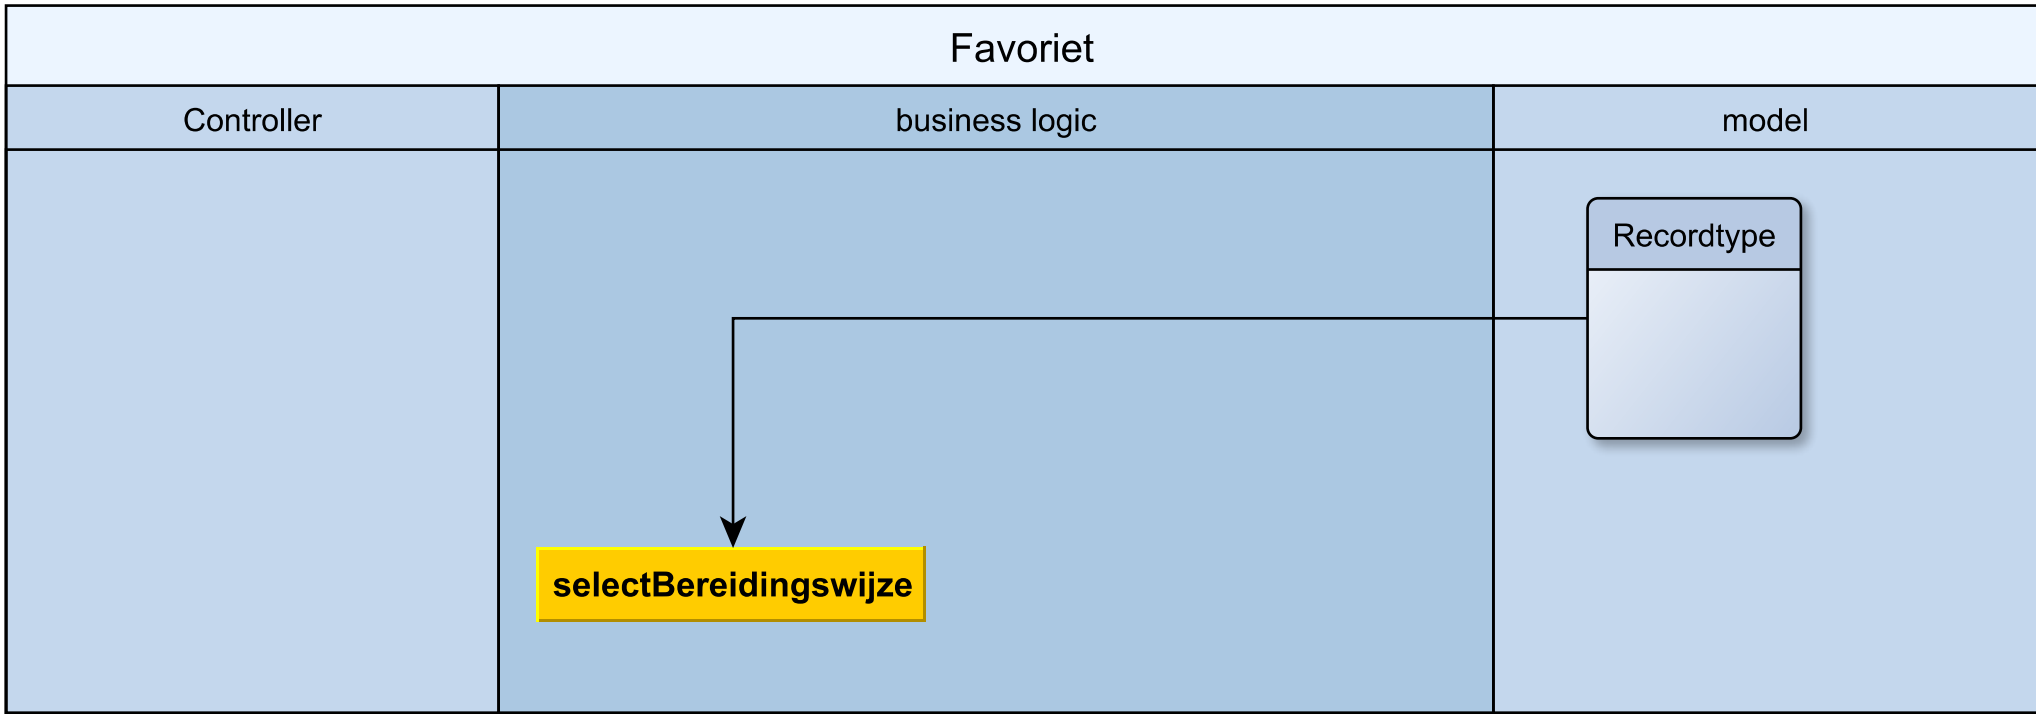 Favoriet
Controller
business logic
model
Recordtype
selectBereidingswijze